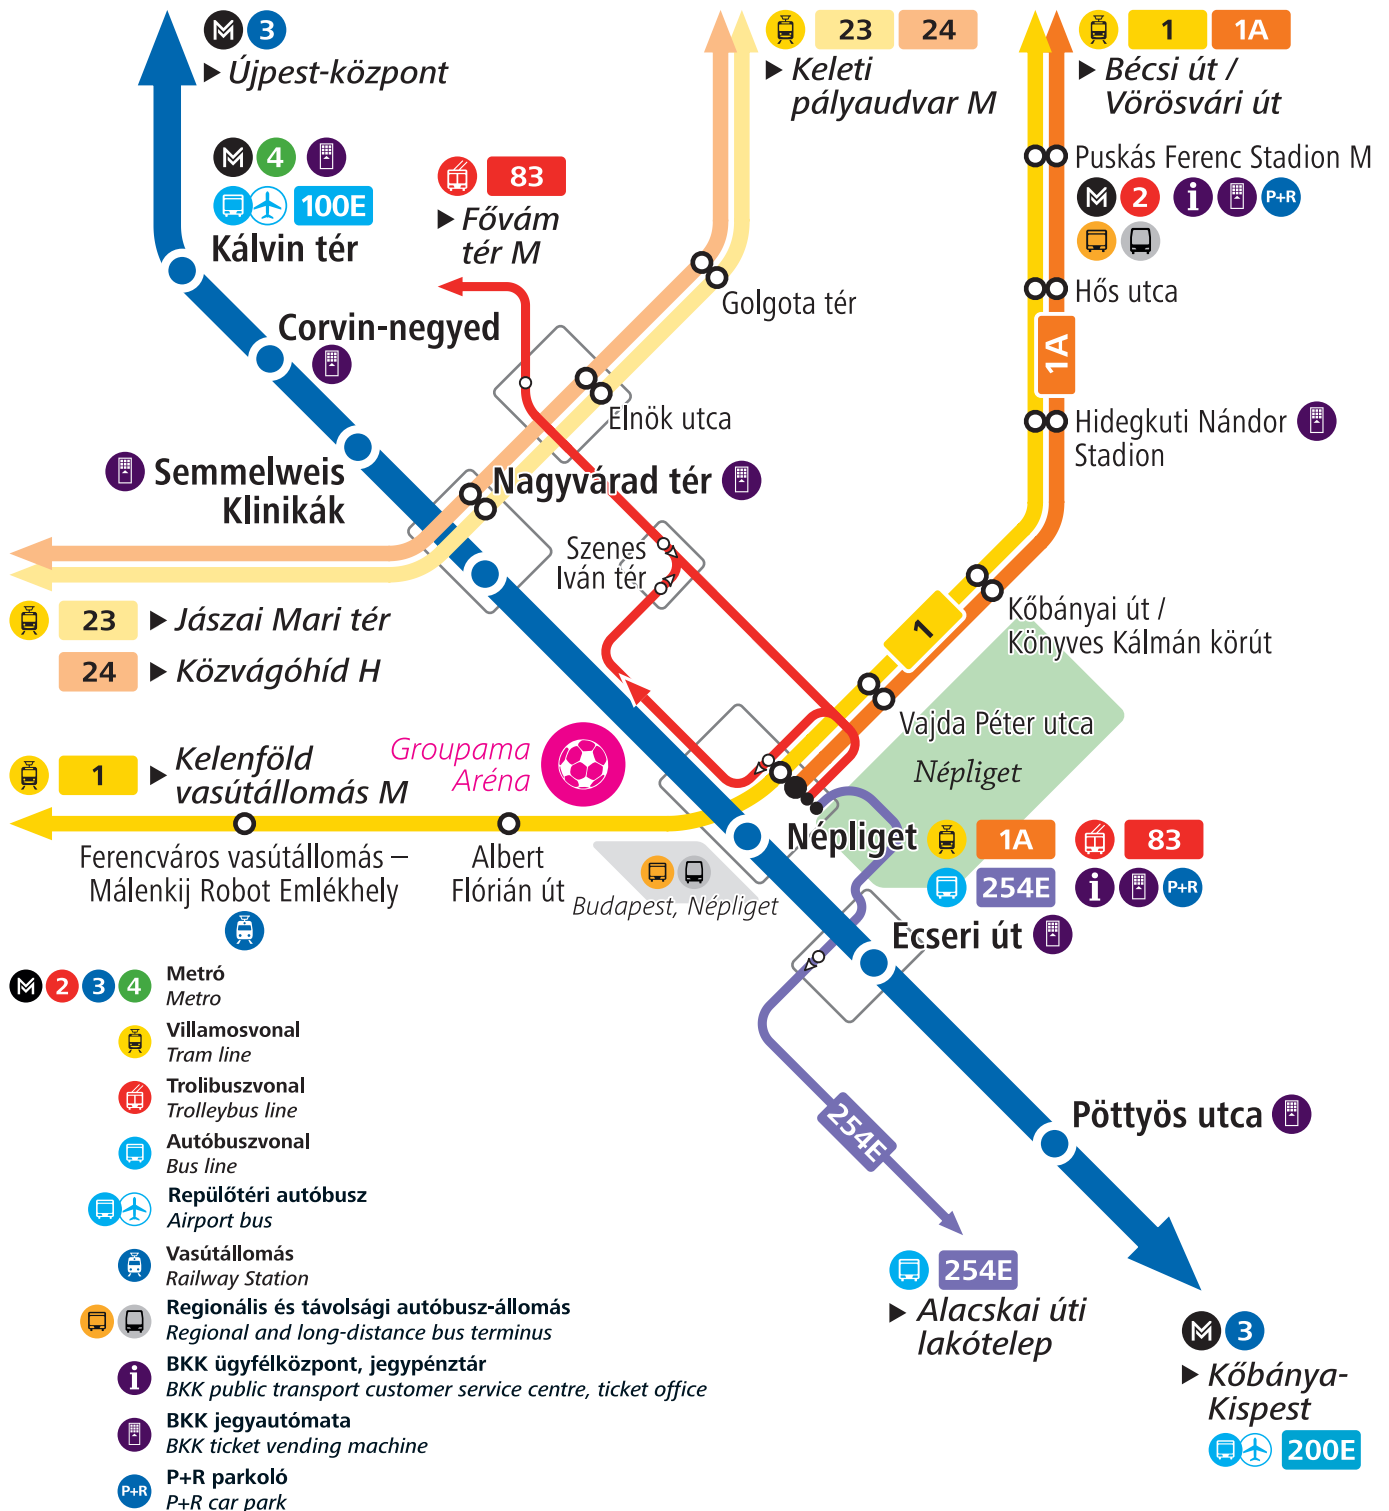 M 3
Újpest-központ
23 24
Keleti
pályaudvar M
1 1A
Bécsi út /
Vörösvári út
M 4
100E
Kálvin tér
83
Fővám
tér M
Puskás Ferenc Stadion M
M 2 i P+R
Golgota tér
Hős utca
Corvin-negyed
1A
Elnök utca
Hidegkuti Nándor
Stadion
Semmelweis
Klinikák
Nagyvárad tér
Szenes
Iván tér
23 Jászai Mari tér
24 Közvágóhíd H
1
Kőbányai út /
Könyves Kálmán körút
Vajda Péter utca
Népliget
Groupama
Aréna
1 Kelenföld
vasútállomás M
Népliget 1A 83
254E i P+R
Ferencváros vasútállomás –
Málenkij Robot Emlékhely
Albert
Flórián út
Budapest, Népliget
Ecseri út
254E
Pöttyös utca
254E
Alacskai úti
lakótelep
M 3
Kőbánya-
Kispest
200E
M 2 3 4 Metró
Metro
Villamosvonal
Tram line
Trolibuszvonal
Trolleybus line
Autóbuszvonal
Bus line
Repülőtéri autóbusz
Airport bus
Vasútállomás
Railway Station
Regionális és távolsági autóbusz-állomás
Regional and long-distance bus terminus
i BKK ügyfélközpont, jegypénztár
BKK public transport customer service centre, ticket office
BKK jegyautómata
BKK ticket vending machine
P+R P+R parkoló
P+R car park